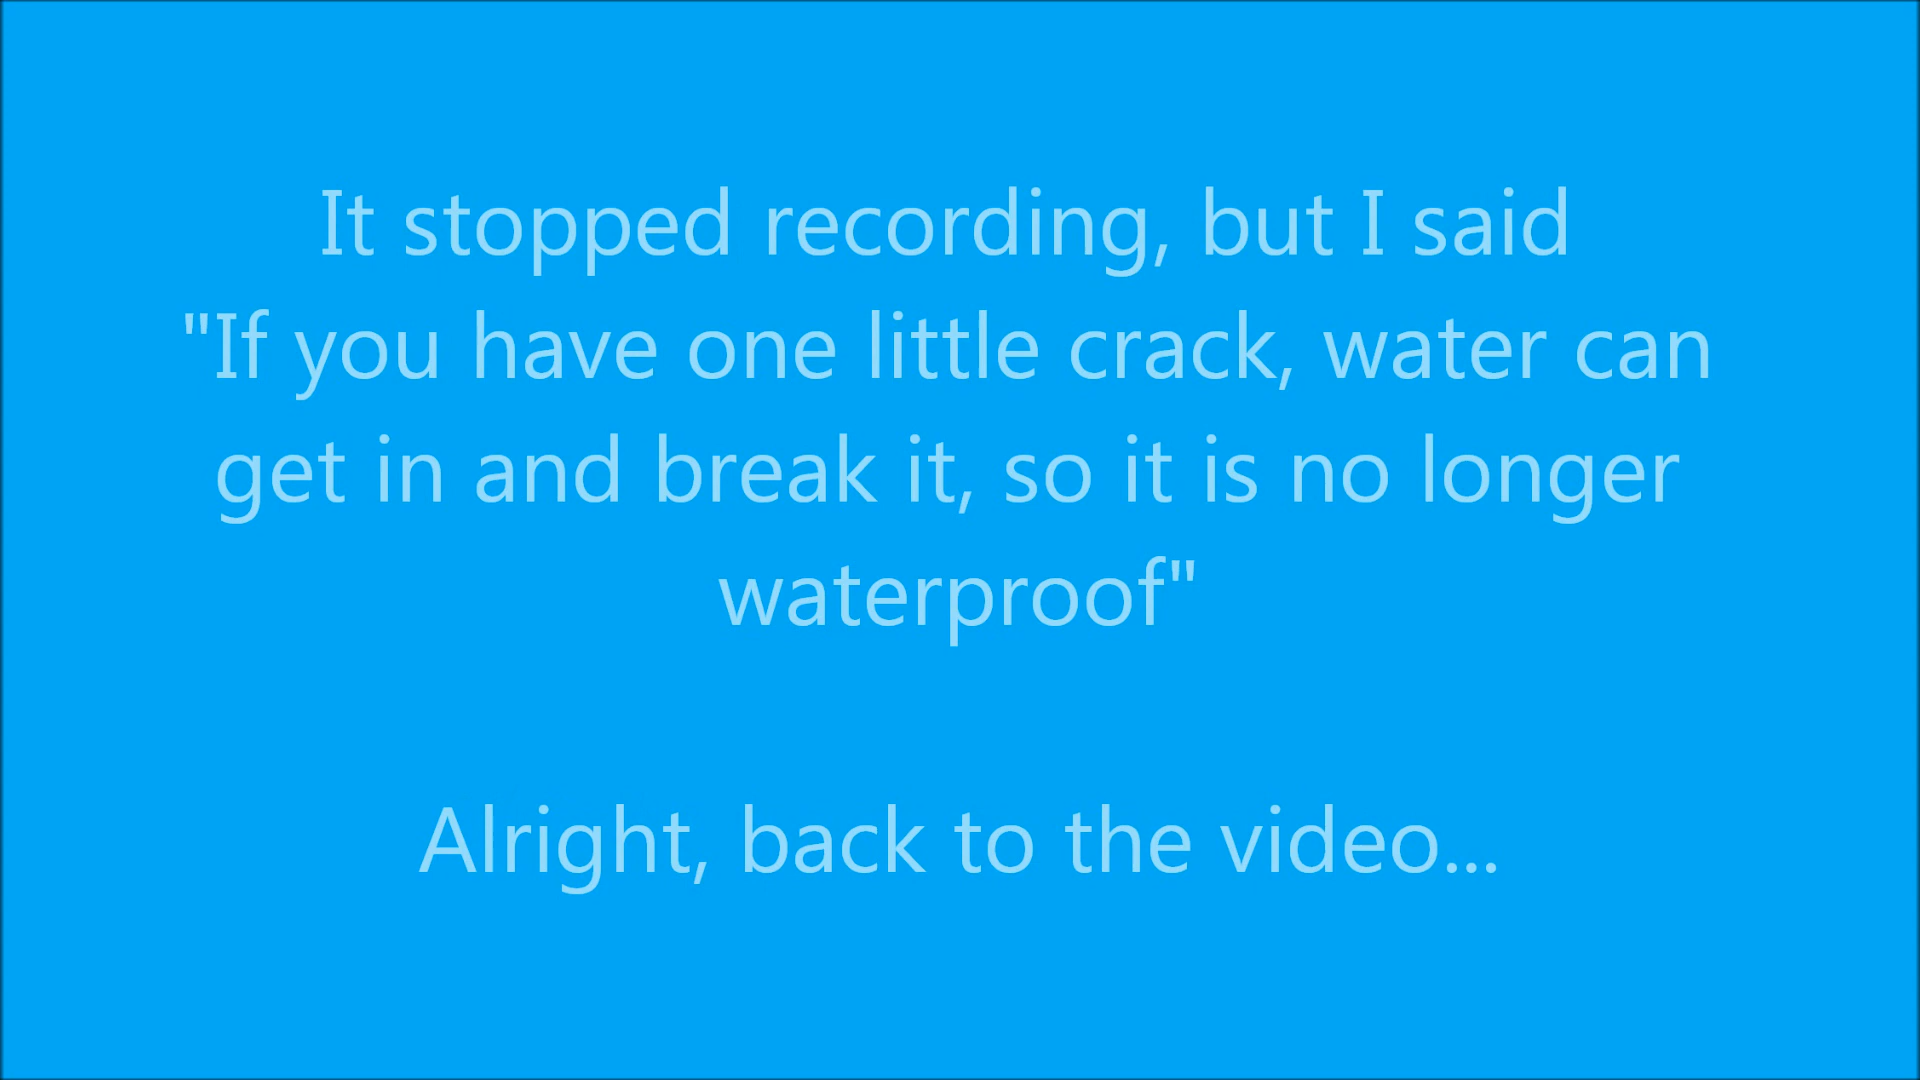 It stopped recording, but I said
"If you have one little crack, water can
get in and break it, so it is no longer
waterproof"
Alright, back to the video...